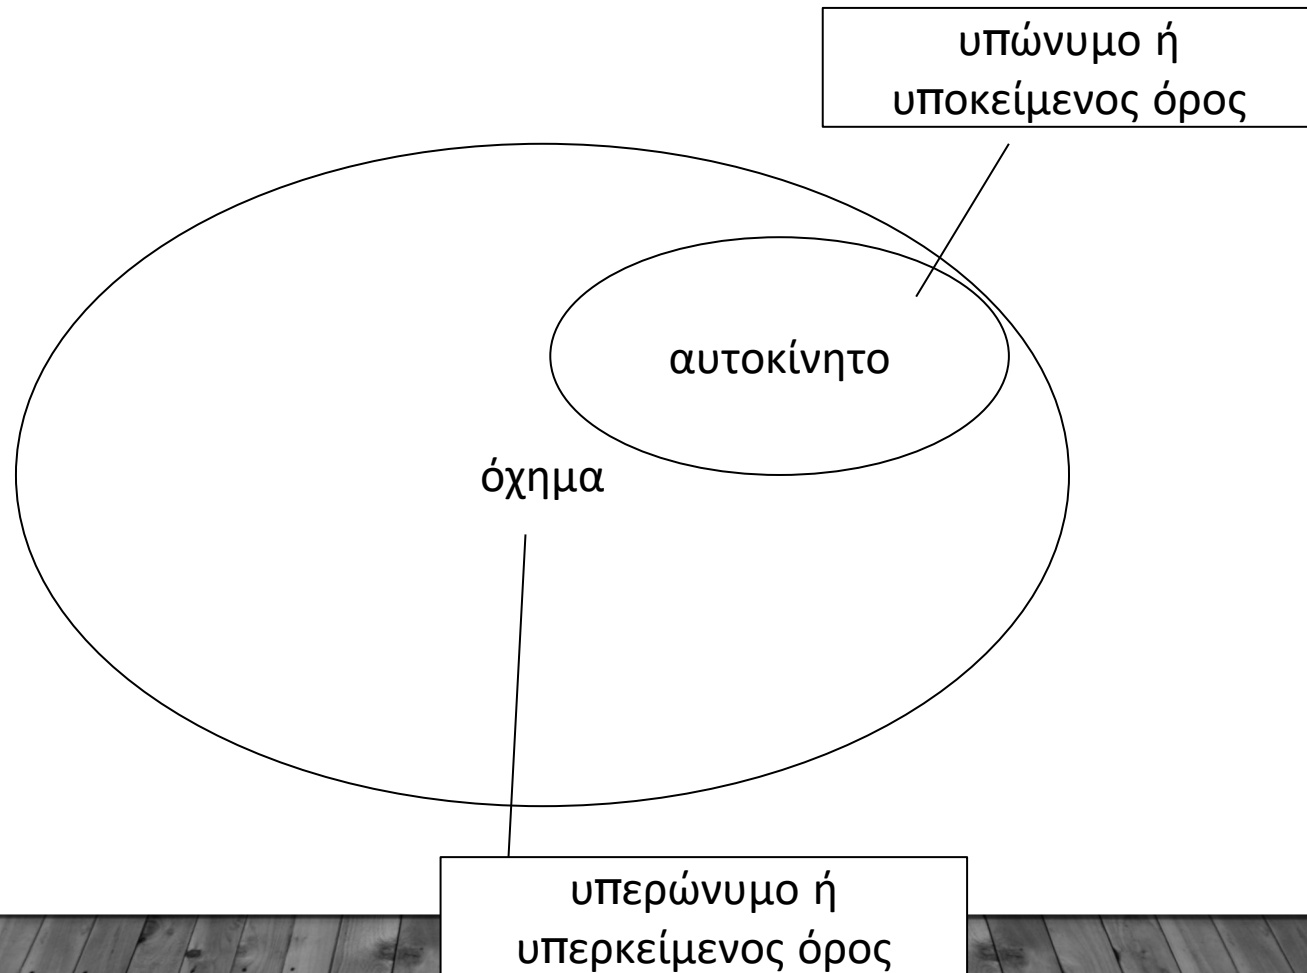 υπώνυμο ή
υποκείμενος όρος
αυτοκίνητο
όχημα
υπερώνυμο ή
υπερκείμενος όρος